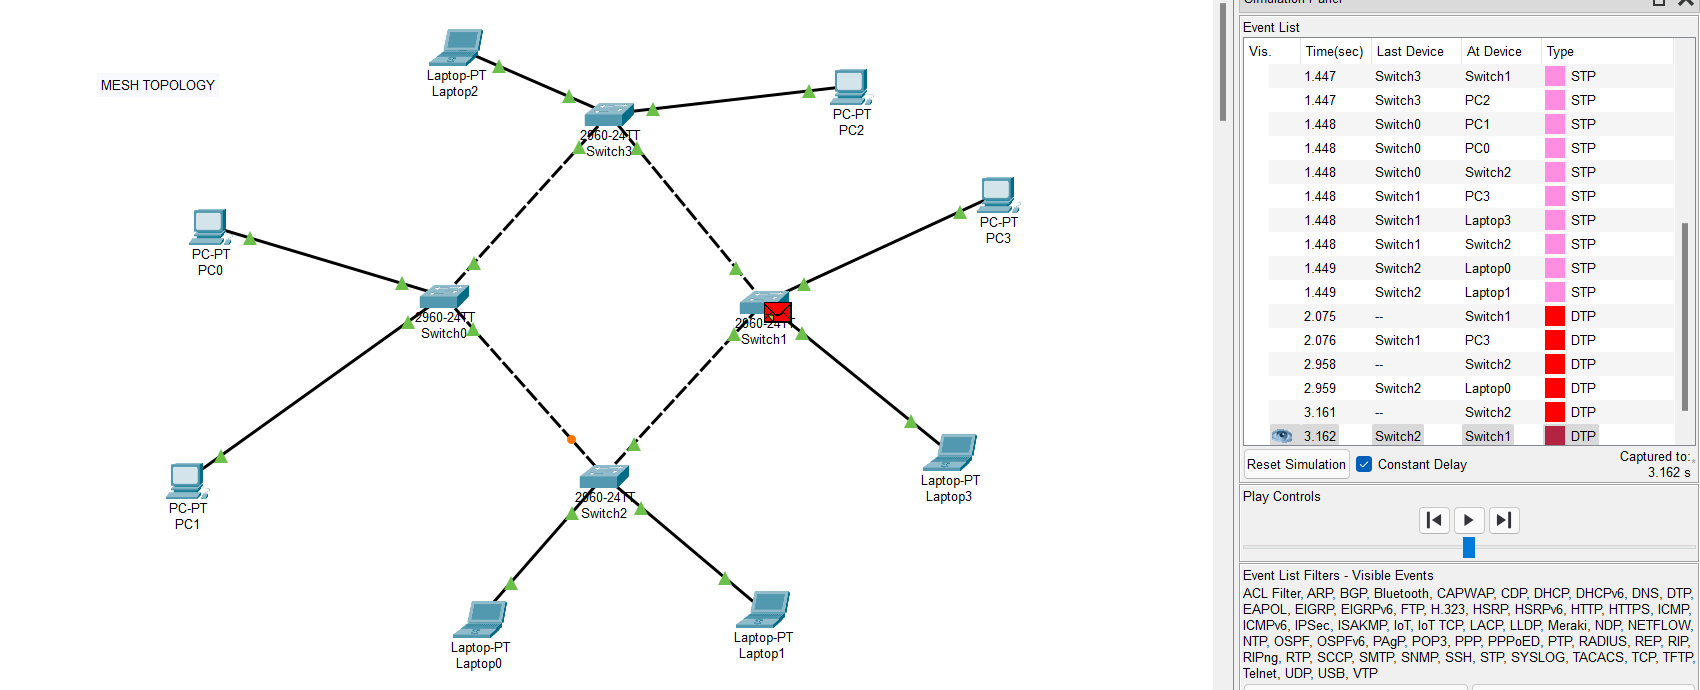 MESH TOPOLOGY
Laptop-PT
Laptop2
PC-PT
PC2
2960-24TT
Switch3
PC-PT
PC3
PC-PT
PC0
2960-24TT
Switch0
2960-24TT
Switch1
PC-PT
PC1
2960-24TT
Switch2
Laptop-PT
Laptop3
Laptop-PT
Laptop0
Laptop-PT
Laptop1
Simulation Panel
Event List
Vis. Time(sec) Last Device At Device Type
1.447 Switch3 Switch1 STP
1.447 Switch3 PC2 STP
1.448 Switch0 PC1 STP
1.448 Switch0 PC0 STP
1.448 Switch0 Switch2 STP
1.448 Switch1 PC3 STP
1.448 Switch1 Laptop3 STP
1.448 Switch1 Switch2 STP
1.449 Switch2 Laptop0 STP
1.449 Switch2 Laptop1 STP
2.075 -- Switch1 DTP
2.076 Switch1 PC3 DTP
2.958 -- Switch2 DTP
2.959 Switch2 Laptop0 DTP
3.161 -- Switch2 DTP
3.162 Switch2 Switch1 DTP
Reset Simulation Constant Delay Captured to:
3.162 s
Play Controls
Event List Filters - Visible Events
ACL Filter, ARP, BGP, Bluetooth, CAPWAP, CDP, DHCP, DHCPv6, DNS, DTP,
EAPOL, EIGRP, EIGRPv6, FTP, H.323, HSRP, HSRPv6, HTTP, HTTPS, ICMP,
ICMPv6, IPSec, ISAKMP, IoT, IoT TCP, LACP, LLDP, Meraki, NDP, NETFLOW,
NTP, OSPF, OSPFv6, PAgP, POP3, PPP, PPPoED, PTP, RADIUS, REP, RIP,
RIPng, RTP, SCCP, SMTP, SNMP, SSH, STP, SYSLOG, TACACS, TCP, TFTP,
Telnet, UDP, USB, VTP